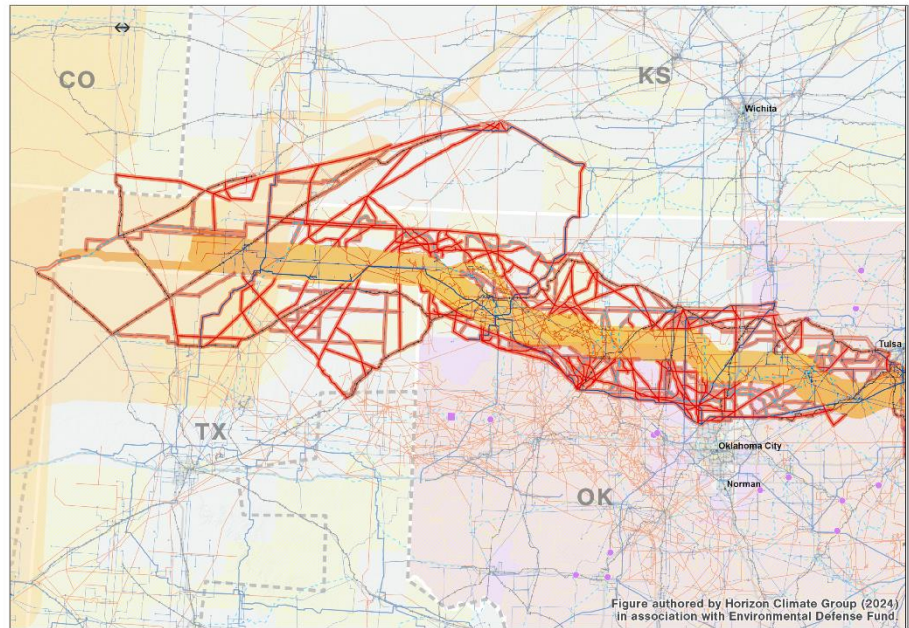 CO
KS
Wichita
Tulsa
TX
Oklahoma City
Norman
OK
Figure authored by Horizon Climate Group (2024)
in association with Environmental Defense Fund.